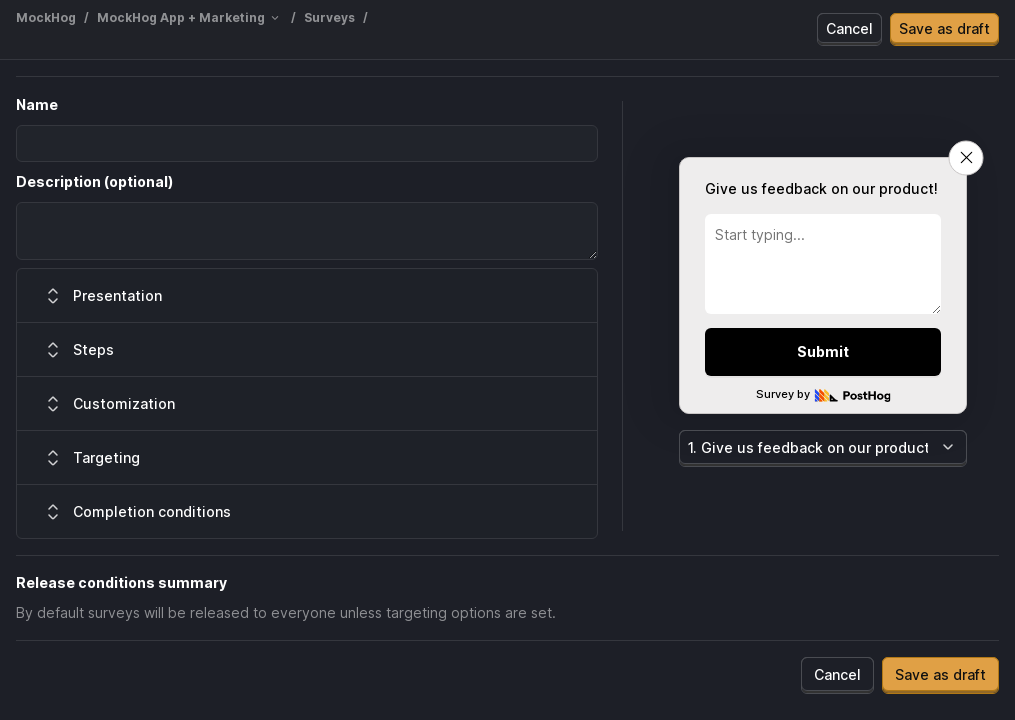 MockHog / MockHog App + Marketing / Surveys /
Cancel
Save as draft
Name
Description (optional)
Presentation
Steps
Customization
Targeting
Completion conditions
Give us feedback on our product!
Start typing...
Submit
Survey by PostHog
1. Give us feedback on our product
Release conditions summary
By default surveys will be released to everyone unless targeting options are set.
Cancel
Save as draft